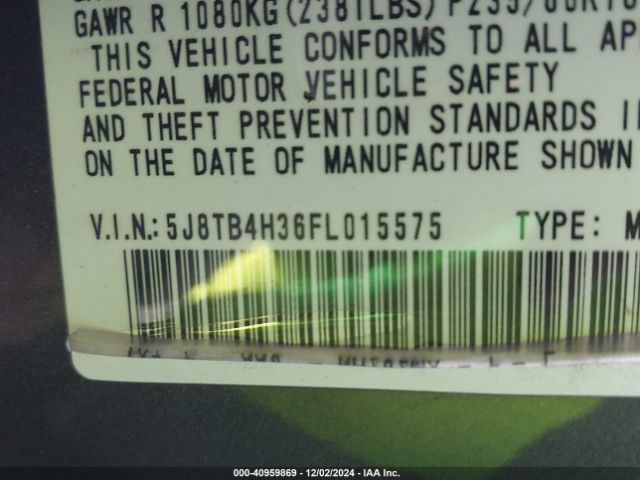 GAWR R 1080KG (2381LBS)
THIS VEHICLE CONFORMS TO ALL AP
FEDERAL MOTOR VEHICLE SAFETY
AND THEFT PREVENTION STANDARDS I
ON THE DATE OF MANUFACTURE SHOWN
V.I.N.: 5J8TB4H36FL015575 TYPE: M
000-40959869 - 12/02/2024 - IAA Inc.